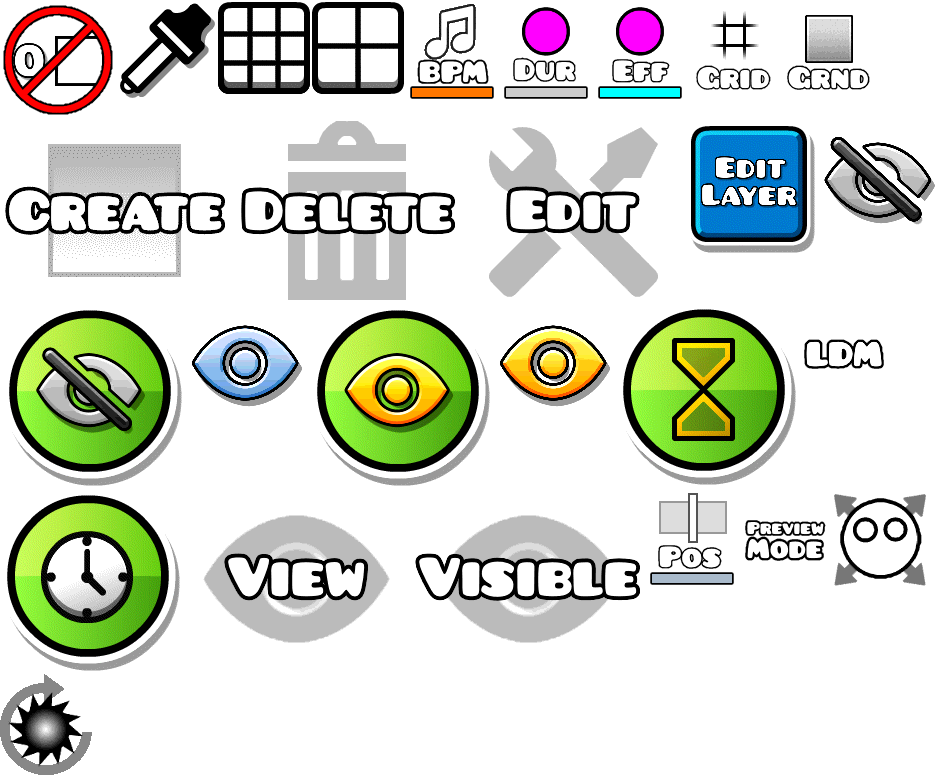 0
BPM
DUR
EFF
GRID
GRND
CREATE
DELETE
EDIT
EDIT
LAYER
LDM
VIEW
VISIBLE
POS
PREVIEW
MODE